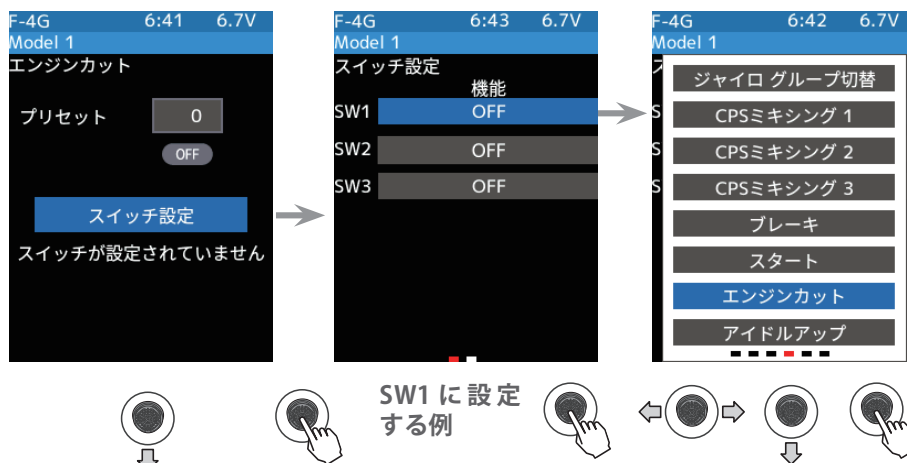 F-4G 6:41 6.7V
Model 1
エンジンカット
プリセット 0
OFF
スイッチ設定
スイッチが設定されていません
F-4G 6:43 6.7V
Model 1
スイッチ設定
機能
SW1 OFF
SW2 OFF
SW3 OFF
SW1 に設定
する例
F-4G 6:42 6.7V
Model 1
ス
S
S
S
ジャイロ グループ切替
CPSミキシング 1
CPSミキシング 2
CPSミキシング 3
ブレーキ
スタート
エンジンカット
アイドルアップ